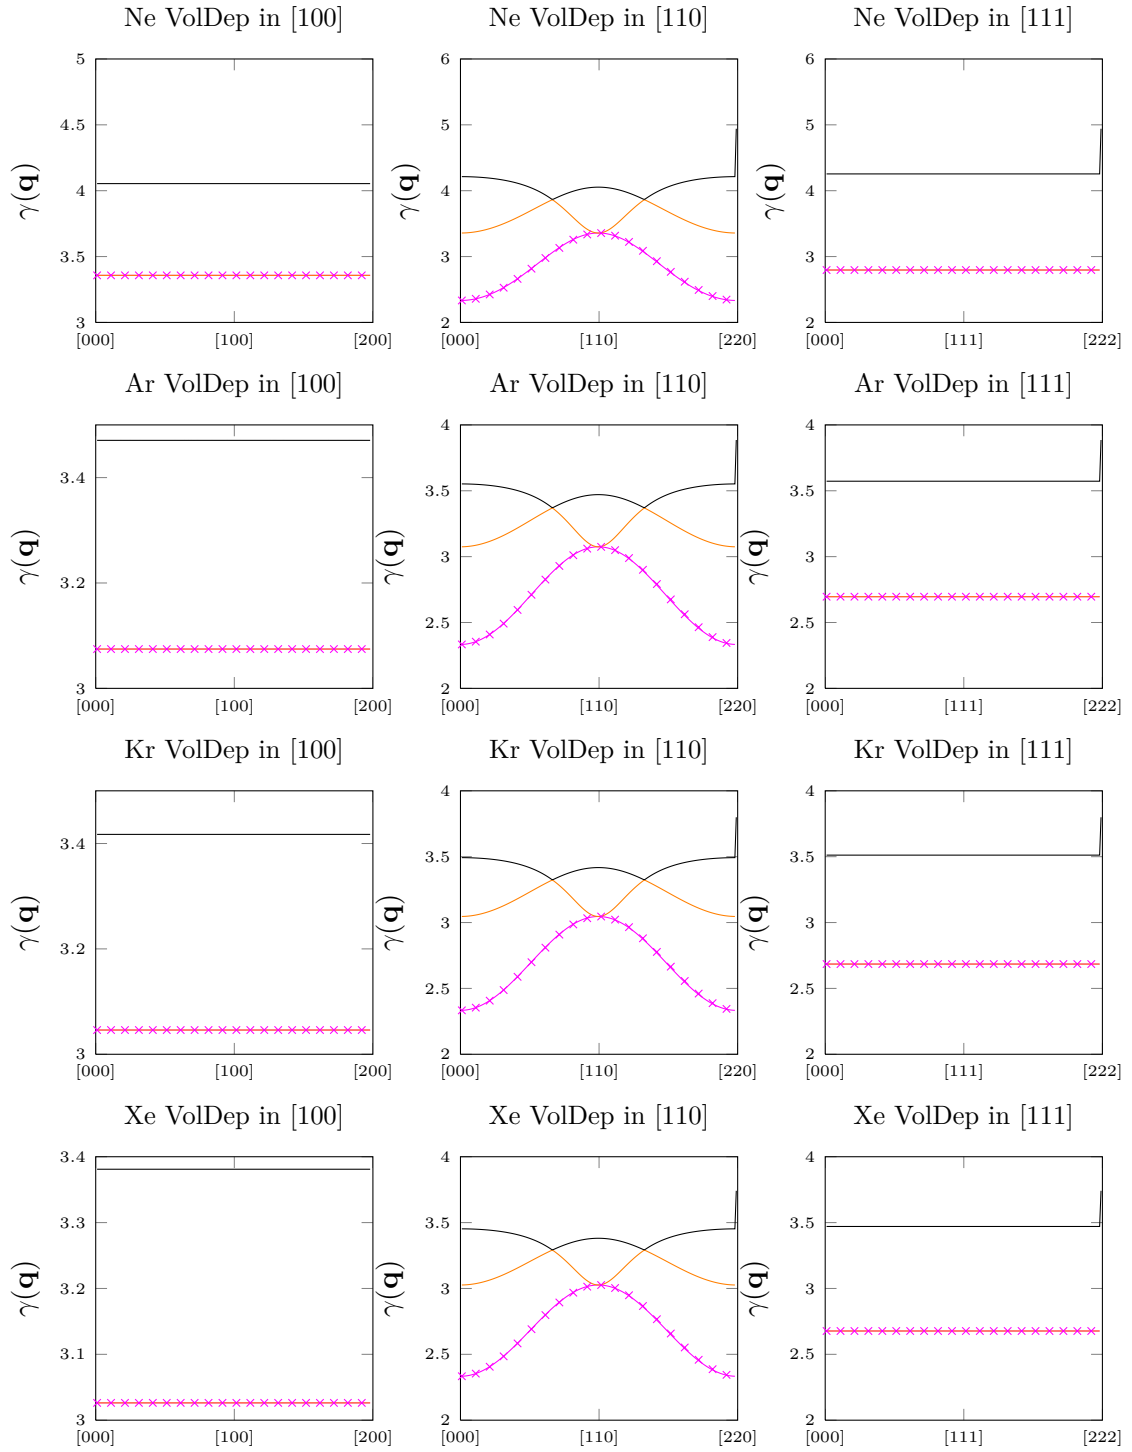 Ne VolDep in [100]
γ(q)
5
4.5
4
3.5
3
[000] [100] [200]
Ne VolDep in [110]
γ(q)
6
5
4
3
2
[000] [110] [220]
Ne VolDep in [111]
γ(q)
6
5
4
3
2
[000] [111] [222]
Ar VolDep in [100]
γ(q)
3.4
3.2
3
[000] [100] [200]
Ar VolDep in [110]
γ(q)
4
3.5
3
2.5
2
[000] [110] [220]
Ar VolDep in [111]
γ(q)
4
3.5
3
2.5
2
[000] [111] [222]
Kr VolDep in [100]
γ(q)
3.4
3.2
3
[000] [100] [200]
Kr VolDep in [110]
γ(q)
4
3.5
3
2.5
2
[000] [110] [220]
Kr VolDep in [111]
γ(q)
4
3.5
3
2.5
2
[000] [111] [222]
Xe VolDep in [100]
γ(q)
3.4
3.3
3.2
3.1
3
[000] [100] [200]
Xe VolDep in [110]
γ(q)
4
3.5
3
2.5
2
[000] [110] [220]
Xe VolDep in [111]
γ(q)
4
3.5
3
2.5
2
[000] [111] [222]